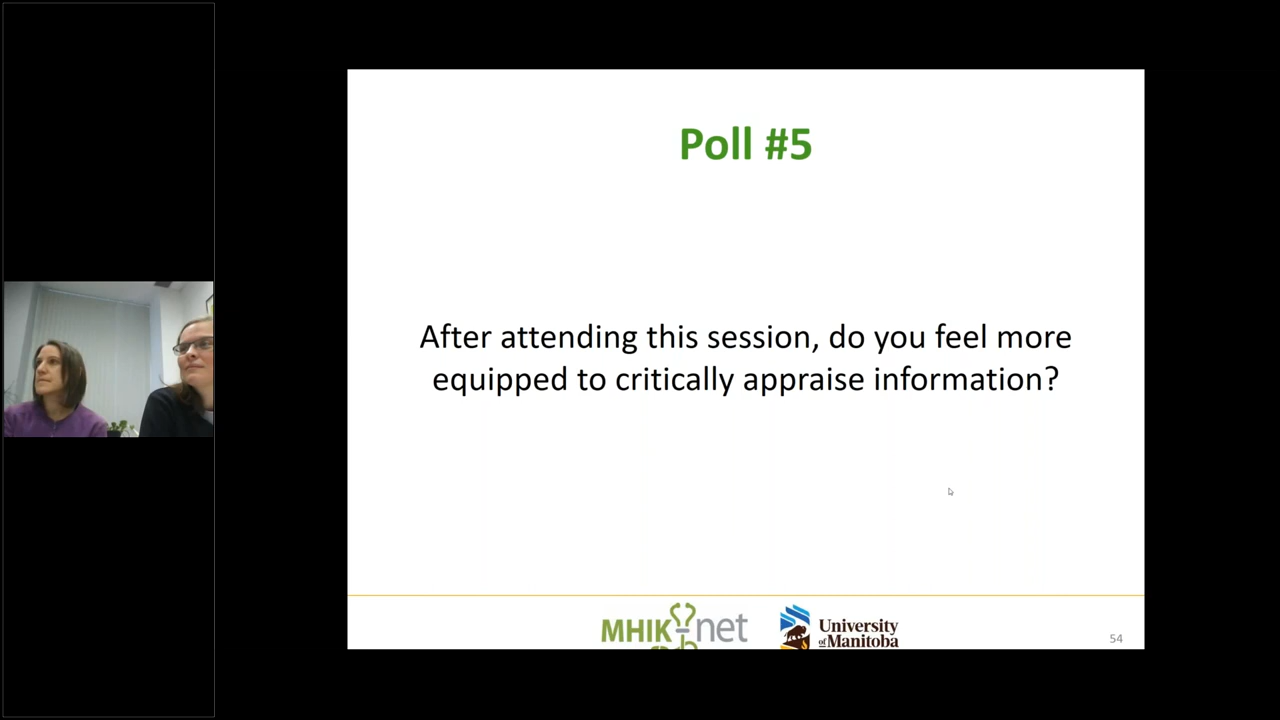 Poll #5
After attending this session, do you feel more
equipped to critically appraise information?
MHIK-net
University
of Manitoba
54